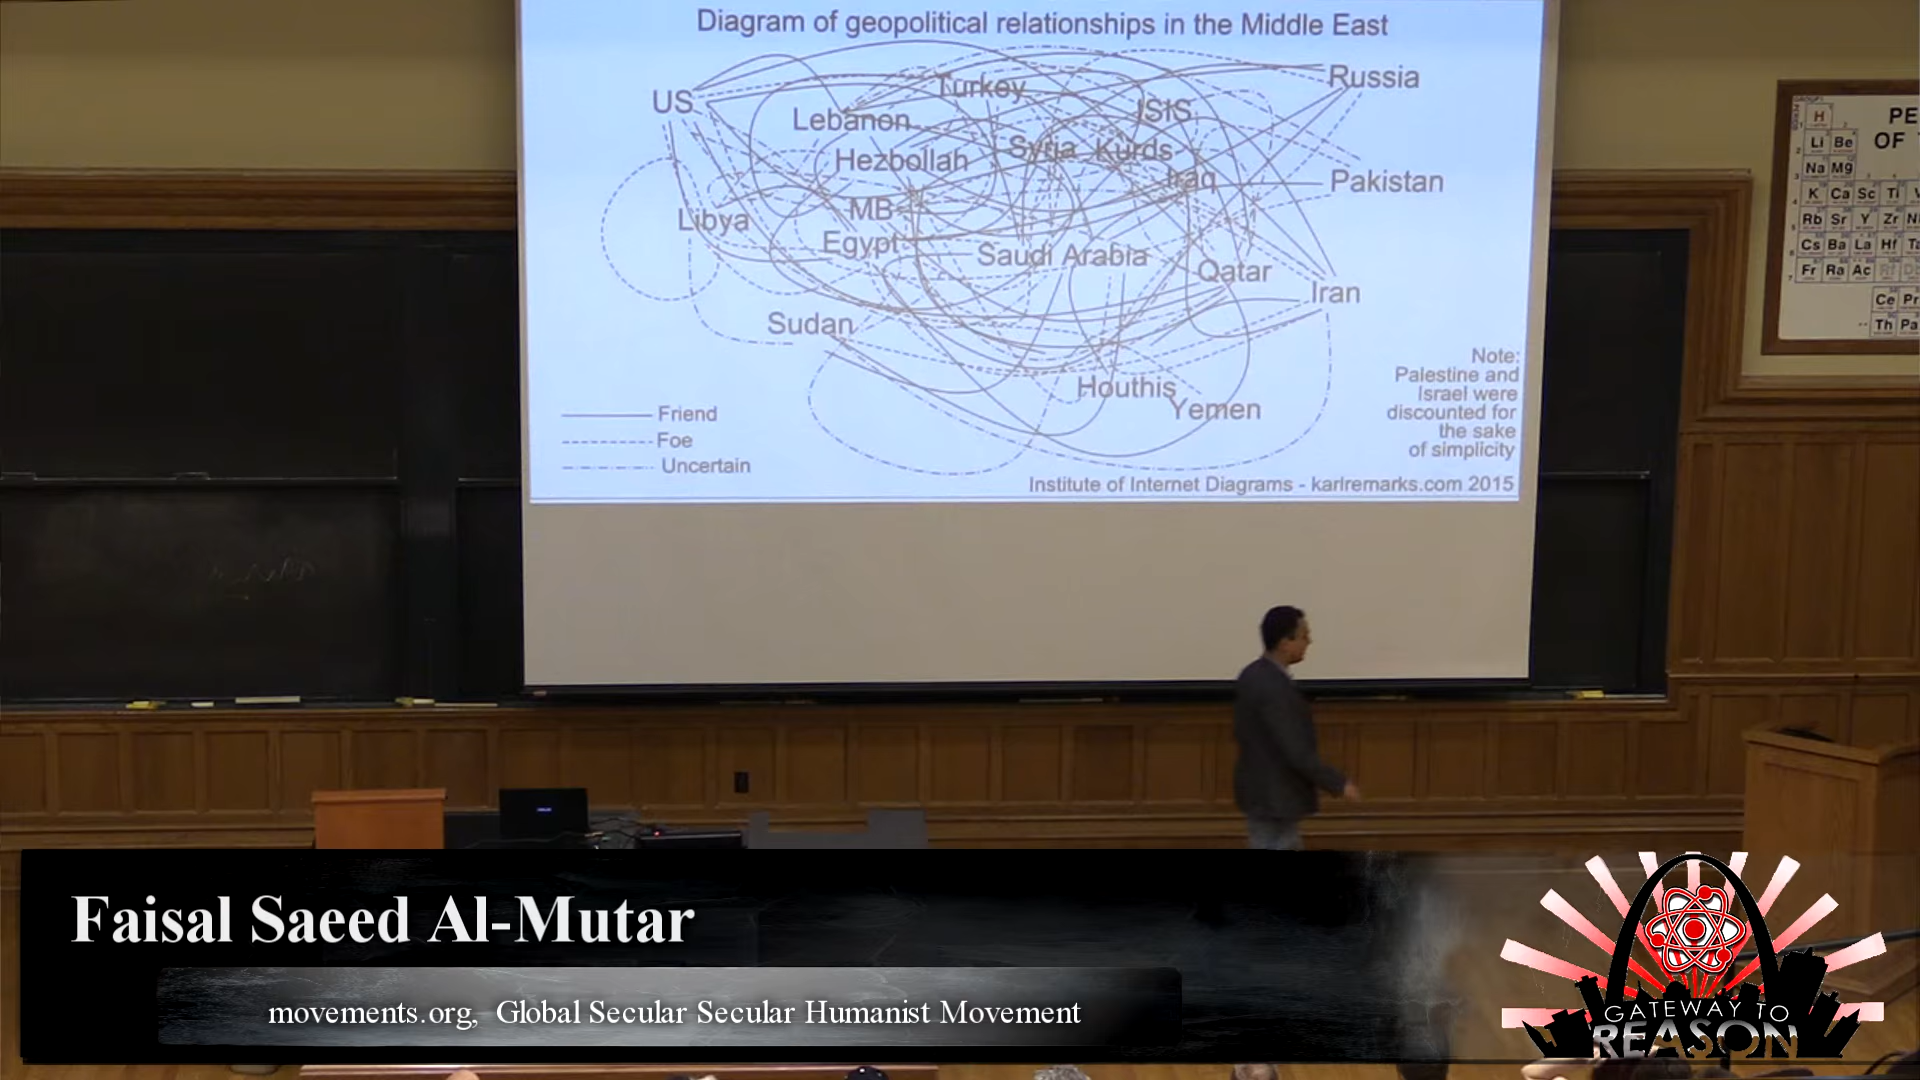 Diagram of geopolitical relationships in the Middle East
US
Turkey
Russia
Lebanon
ISIS
Hezbollah
Syria
Kurds
Iraq
Pakistan
Libya
MB
Egypt
Saudi Arabia
Qatar
Iran
Sudan
Houthis
Yemen
Friend
Foe
Uncertain
Note:
Palestine and
Israel were
discounted for
the sake
of simplicity
Institute of Internet Diagrams - karlremarks.com 2015
PE
OF
H
Li Be
Na Mg
K Ca Sc Ti
Rb Sr Y Zr
Cs Ba La Hf
Fr Ra Ac
Ce Pr
Th Pa
Faisal Saeed Al-Mutar
movements.org, Global Secular Secular Humanist Movement
GATEWAY TO
REASON